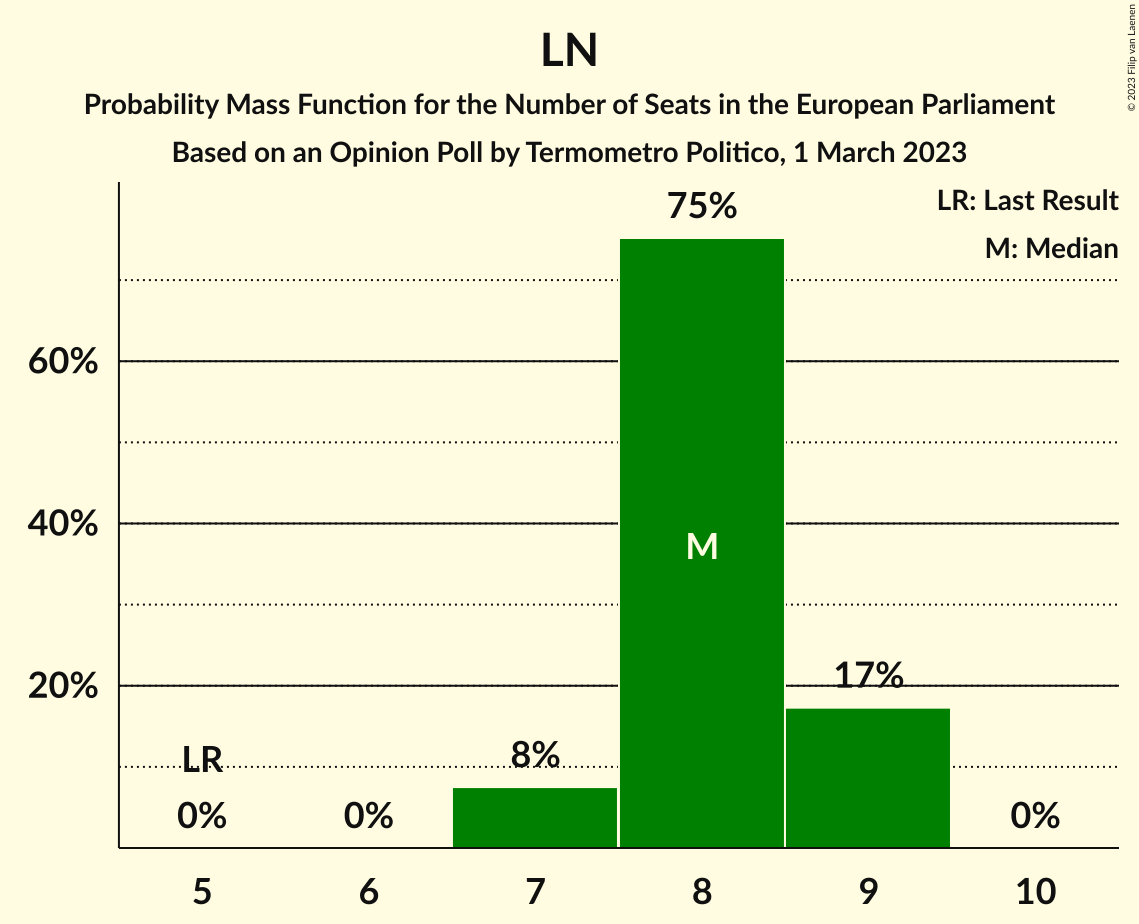 LN
Probability Mass Function for the Number of Seats in the European Parliament
Based on an Opinion Poll by Termometro Politico, 1 March 2023
© 2023 Filip van Laenen
LR: Last Result
M: Median
75%
60%
40%
M
20%
17%
LR
8%
0%
0%
0%
5
6
7
8
9
10